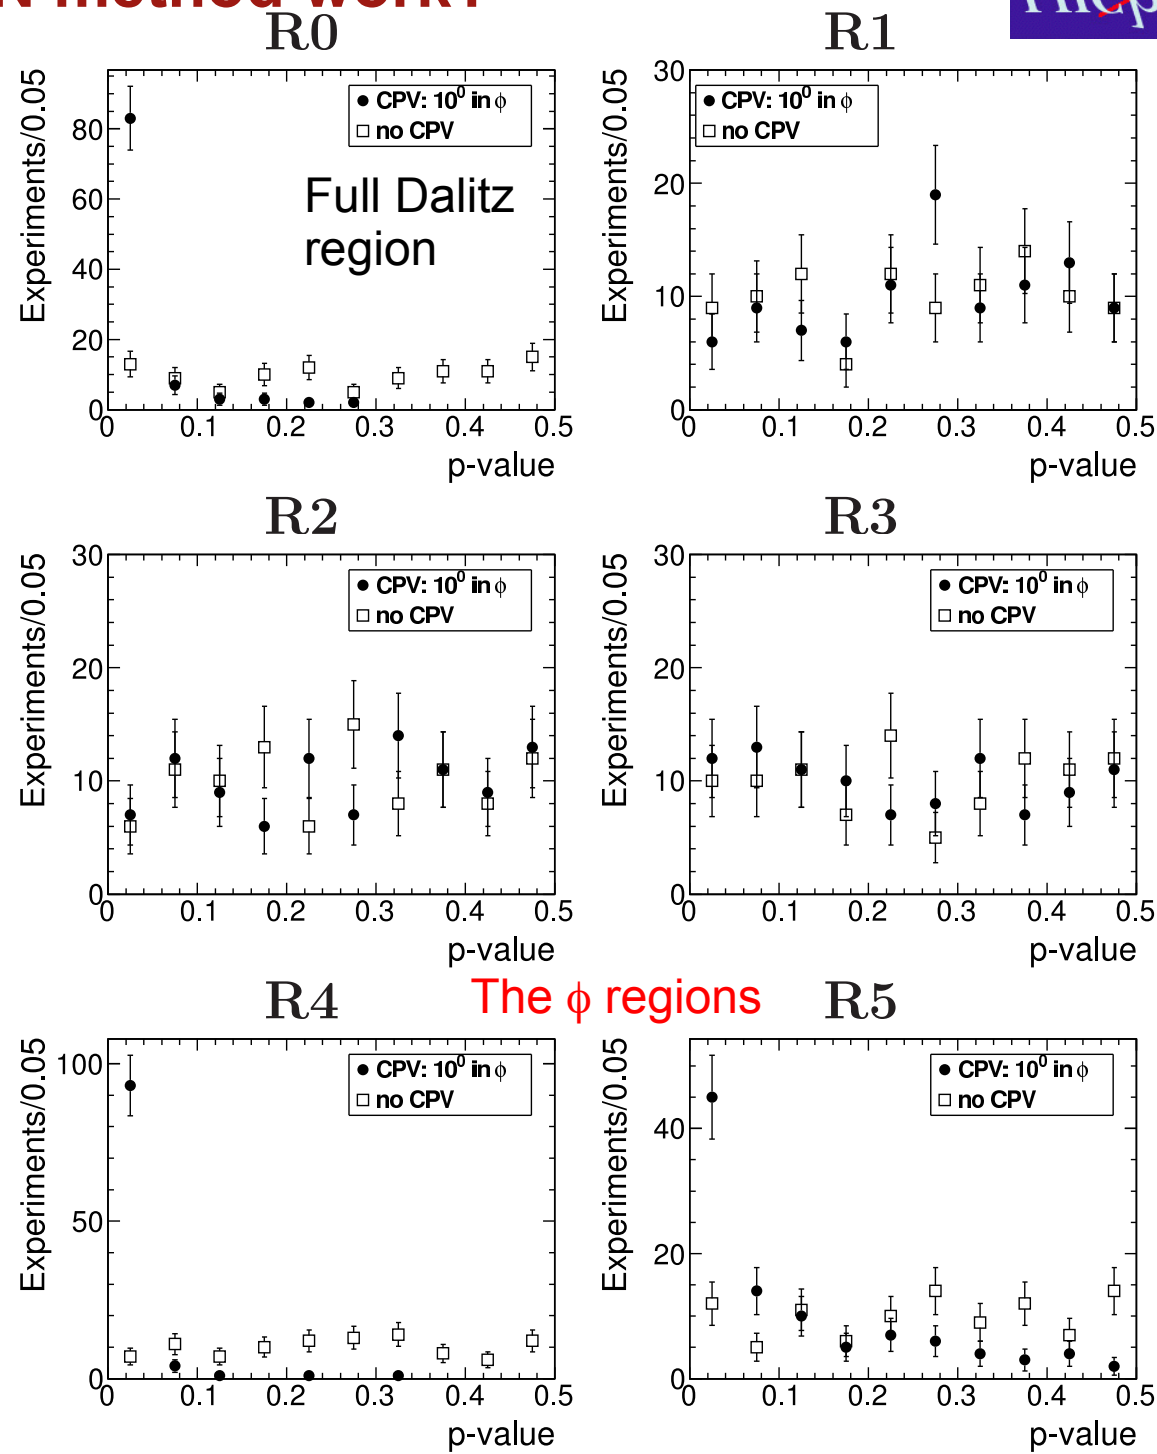 method work?
R0
R1
Experiments/0.05
80
60
40
20
0
0 0.1 0.2 0.3 0.4 0.5
p-value
CPV: 10⁰ in ϕ
no CPV
Full Dalitz
region
Experiments/0.05
30
20
10
0
0 0.1 0.2 0.3 0.4 0.5
p-value
CPV: 10⁰ in ϕ
no CPV
R2
R3
Experiments/0.05
30
20
10
0
0 0.1 0.2 0.3 0.4 0.5
p-value
CPV: 10⁰ in ϕ
no CPV
Experiments/0.05
30
20
10
0
0 0.1 0.2 0.3 0.4 0.5
p-value
CPV: 10⁰ in ϕ
no CPV
The ϕ regions
R4
R5
Experiments/0.05
100
50
0
0 0.1 0.2 0.3 0.4 0.5
p-value
CPV: 10⁰ in ϕ
no CPV
Experiments/0.05
40
20
0
0 0.1 0.2 0.3 0.4 0.5
p-value
CPV: 10⁰ in ϕ
no CPV